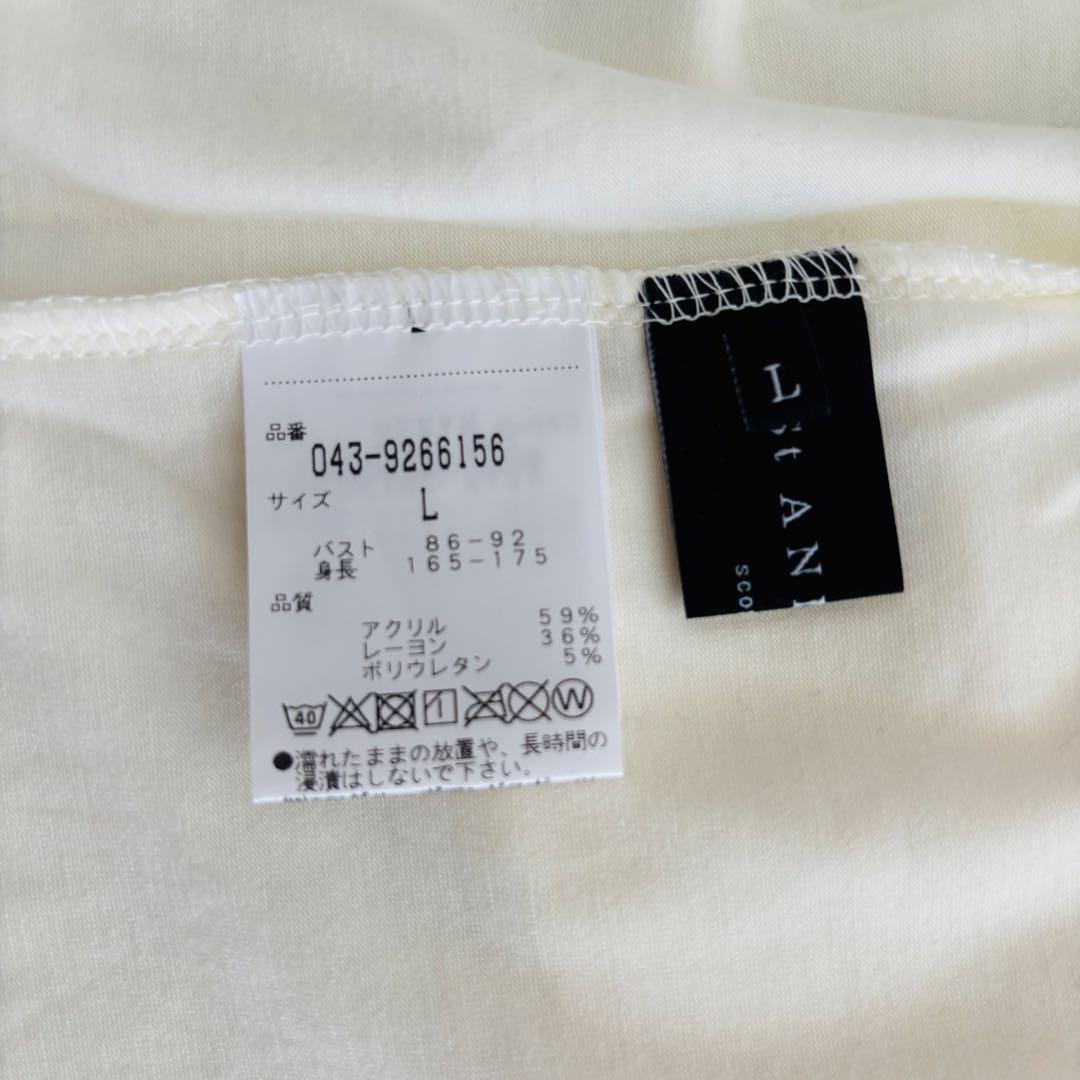 品番
043-9266156
サイズ
L
バスト 86-92
身長 165-175
品質
アクリル 59%
レーヨン 36%
ポリウレタン 5%
40
W
●濡れたままの放置や、長時間の
浸漬はしないで下さい。
L
St AND
sco